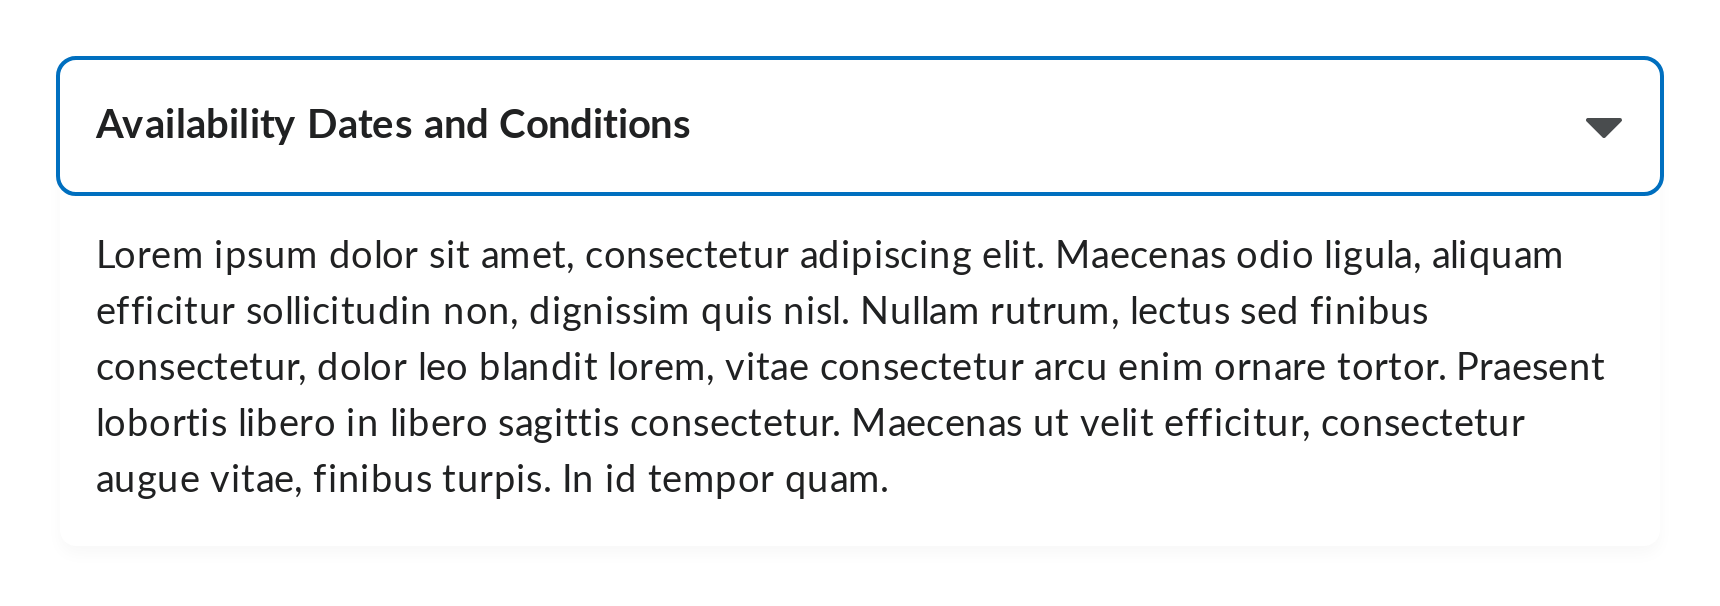 Availability Dates and Conditions
Lorem ipsum dolor sit amet, consectetur adipiscing elit. Maecenas odio ligula, aliquam
efficitur sollicitudin non, dignissim quis nisl. Nullam rutrum, lectus sed finibus
consectetur, dolor leo blandit lorem, vitae consectetur arcu enim ornare tortor. Praesent
lobortis libero in libero sagittis consectetur. Maecenas ut velit efficitur, consectetur
augue vitae, finibus turpis. In id tempor quam.